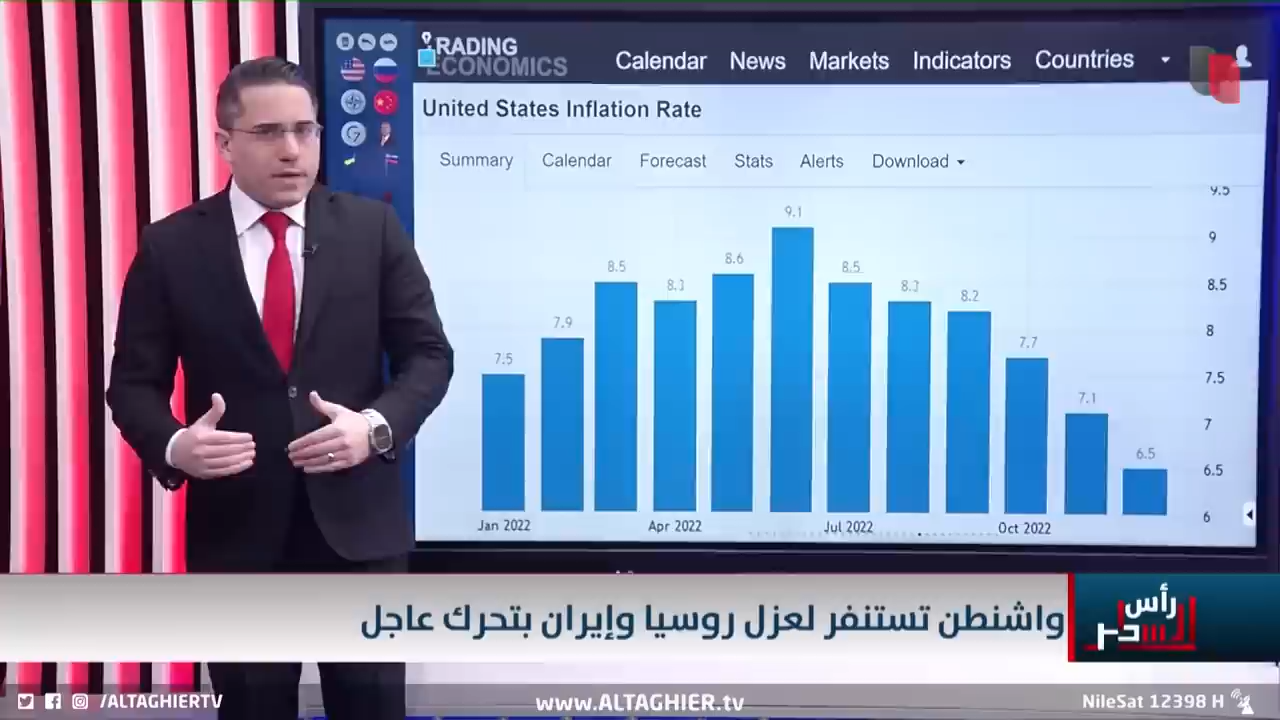 TRADING
ECONOMICS
Calendar News Markets Indicators Countries
United States Inflation Rate
Summary Calendar Forecast Stats Alerts Download
9.5
9
8.5
8
7.5
7
6.5
6
7.5
7.9
8.5
8.3
8.6
9.1
8.5
8.3
8.2
7.7
7.1
6.5
Jan 2022 Apr 2022 Jul 2022 Oct 2022
واشنطن تستنفر لعزل روسيا وإيران بتحرك عاجل
رأس
السطر
/ALTAGHIERTV
www.ALTAGHIER.tv
NileSat 12398 H